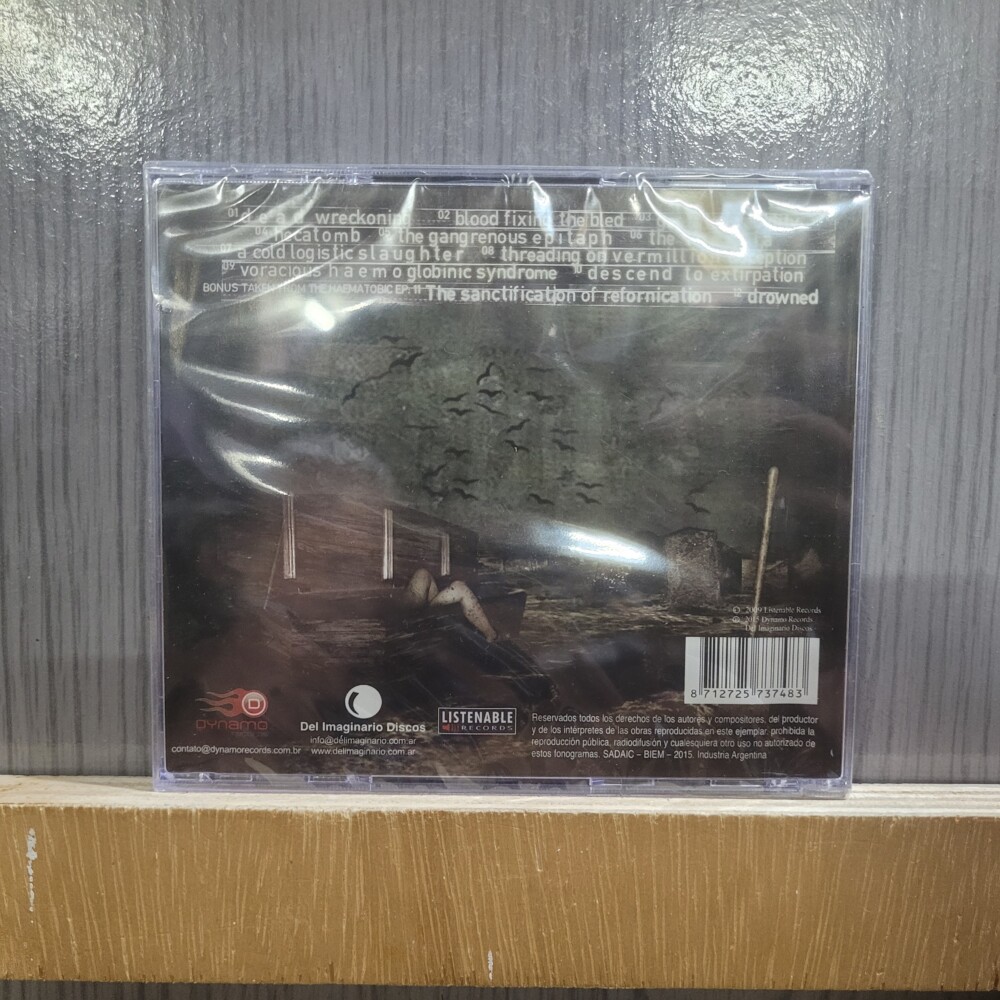 01 dead wreckoning 02 blood fixing the bled 03
04 hecatomb 05 the gangrenous epitaph 06 the
07 a cold logistic slaughter 08 threading on vermillion
09 voracious haemoglobinic syndrome 10 descend to extirpation
BONUS TAKEN FROM THE HAEMATOBIC EP: 11 The sanctification of refornication 12 drowned
© 2009 Listenable Records
2015 Dynamo Records
Del Imaginario Discos
8 712725 737483
D
DYNAMO
contato@dynamorecords.com.br
Del Imaginario Discos
info@delimaginario.com.ar
www.delimaginario.com.ar
LISTENABLE
RECORDS
Reservados todos los derechos de los autores y compositores, del productor
y de los intérpretes de las obras reproducidas en este ejemplar. prohibida la
reproducción pública, radiodifusión y cualesquiera otro uso no autorizado de
estos fonogramas. SADAIC – BIEM – 2015. Industria Argentina